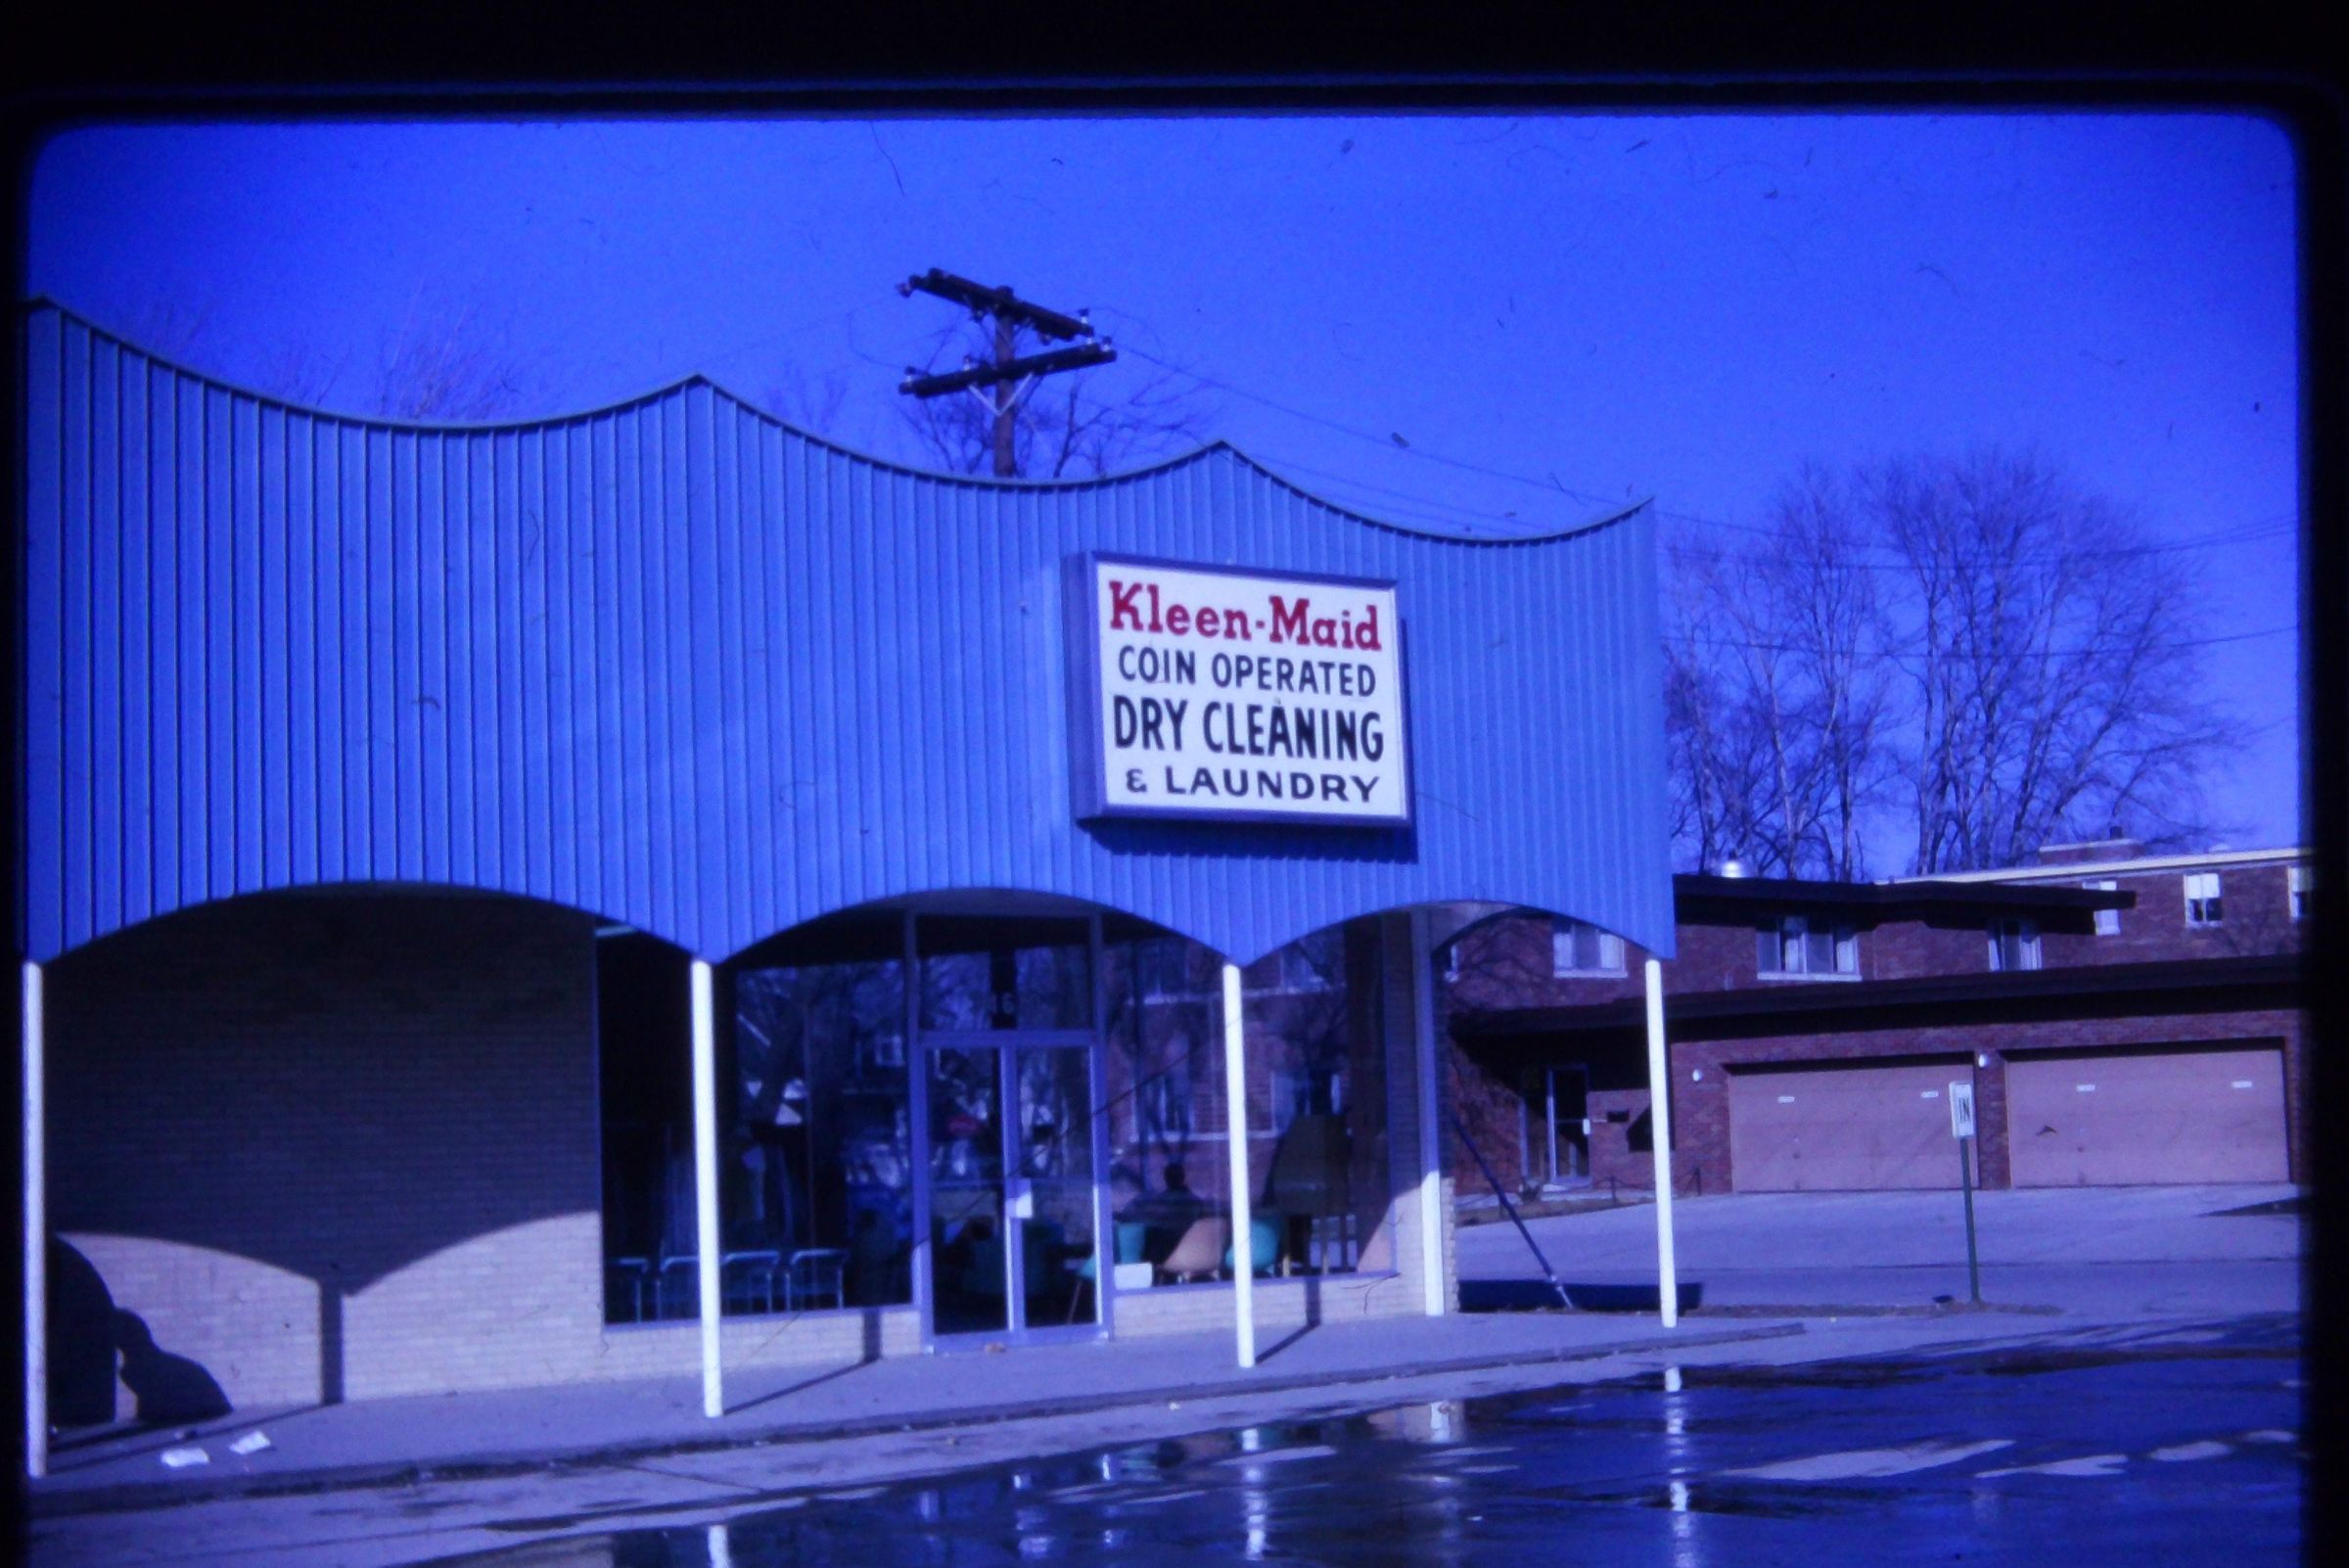 Kleen-Maid
COIN OPERATED
DRY CLEANING
& LAUNDRY
IN